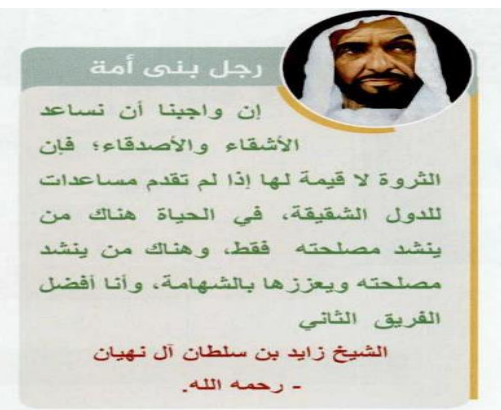 رجل بنى أمة
إن واجبنا أن نساعد
الأشقاء والأصدقاء؛ فإن
الثروة لا قيمة لها إذا لم تقدم مساعدات
للدول الشقيقة، في الحياة هناك من
ينشد مصلحته فقط، وهناك من ينشد
مصلحته ويعززها بالشهامة، وأنا أفضل
الفريق الثاني
الشيخ زايد بن سلطان آل نهيان
- رحمه الله.